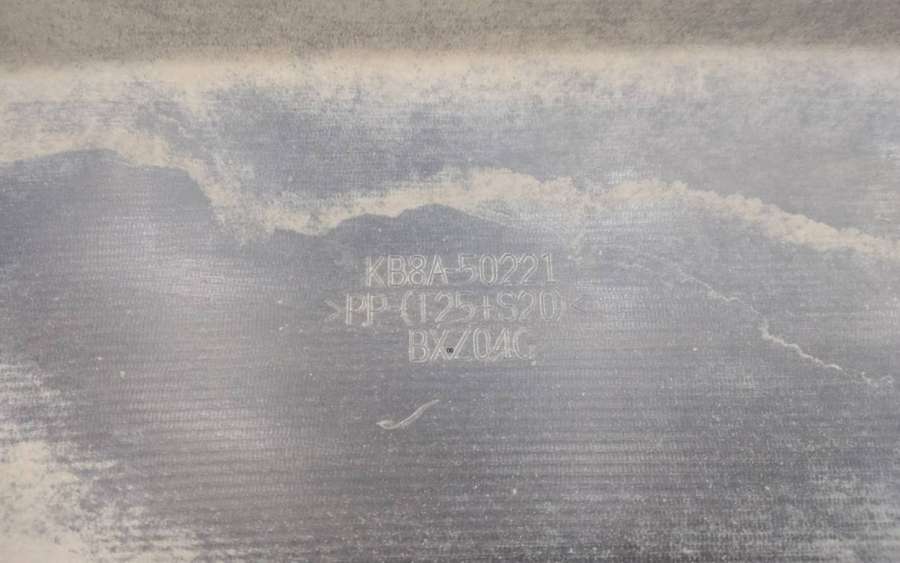 KB8A-50221
>PP-(T25+S20)<
BXZ04C